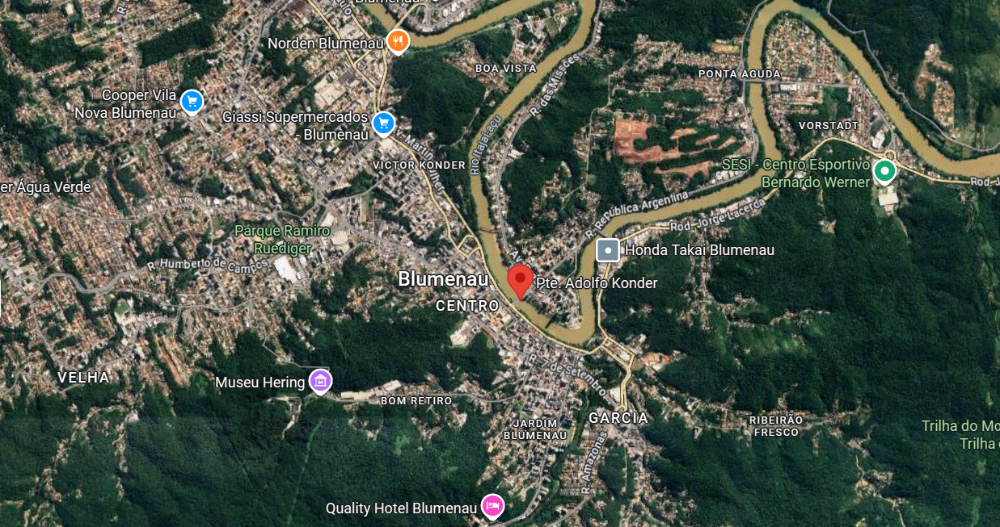 Blumenau
Norden Blumenau
BOA VISTA
R. das Missões
PONTA AGUDA
Cooper Vila
Nova Blumenau
Giassi Supermercados
- Blumenau
VORSTADT
Rio Itajaí-açu
VICTOR KONDER
SESI - Centro Esportivo
Bernardo Werner
er Água Verde
R. República Argentina
Rod. Jorge Lacerda
Parque Ramiro
Ruediger
Honda Takai Blumenau
R. Humberto de Campos
Blumenau
Pte. Adolfo Konder
CENTRO
VELHA
Museu Hering
R. 7 de Setembro
BOM RETIRO
GARCIA
JARDIM
BLUMENAU
RIBEIRÃO
FRESCO
Trilha do Mo
Trilha
R. Amazonas
Quality Hotel Blumenau